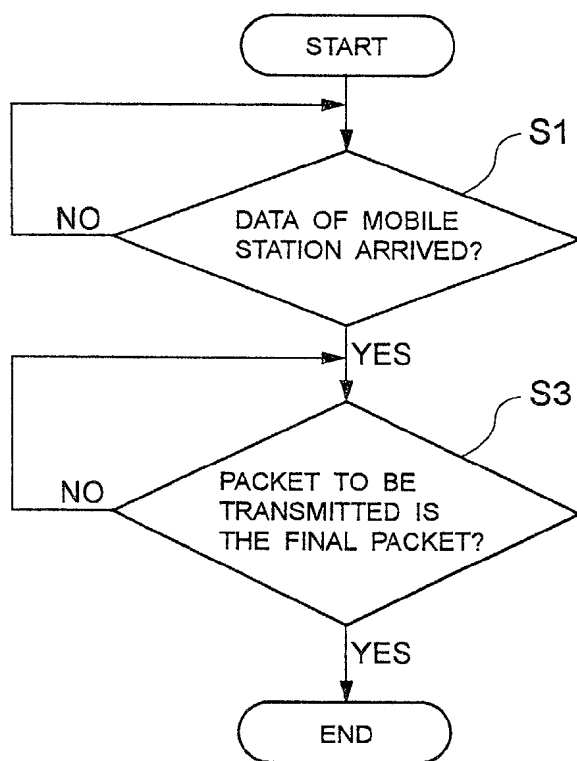 START
S1
DATA OF MOBILE
STATION ARRIVED?
NO
YES
S3
PACKET TO BE
TRANSMITTED IS
THE FINAL PACKET?
NO
YES
END